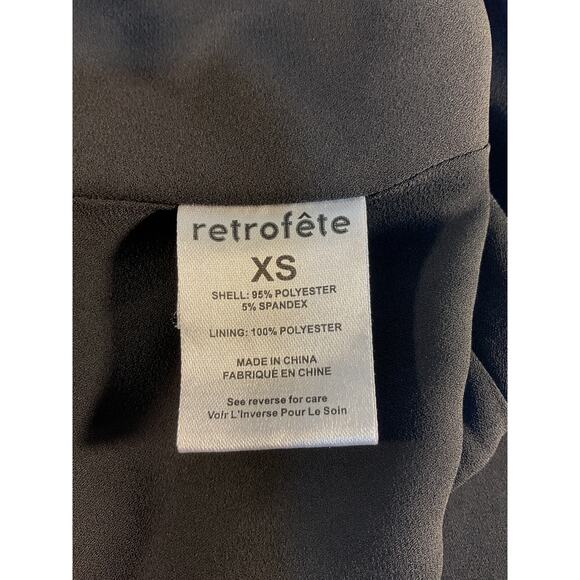 retrofête
XS
SHELL: 95% POLYESTER
5% SPANDEX
LINING: 100% POLYESTER
MADE IN CHINA
FABRIQUÉ EN CHINE
See reverse for care
Voir L'Inverse Pour Le Soin